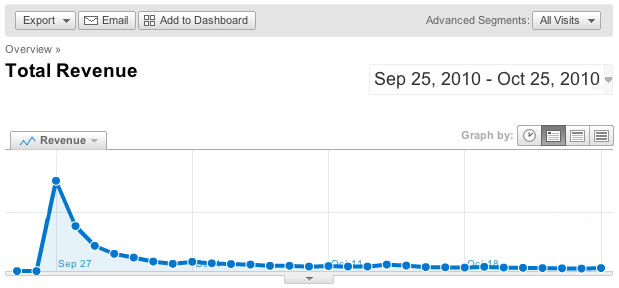 Export Email Add to Dashboard Advanced Segments: All Visits
Overview »
Total Revenue
Sep 25, 2010 - Oct 25, 2010
Revenue Graph by:
Sep 27 Oct 11 Oct 18